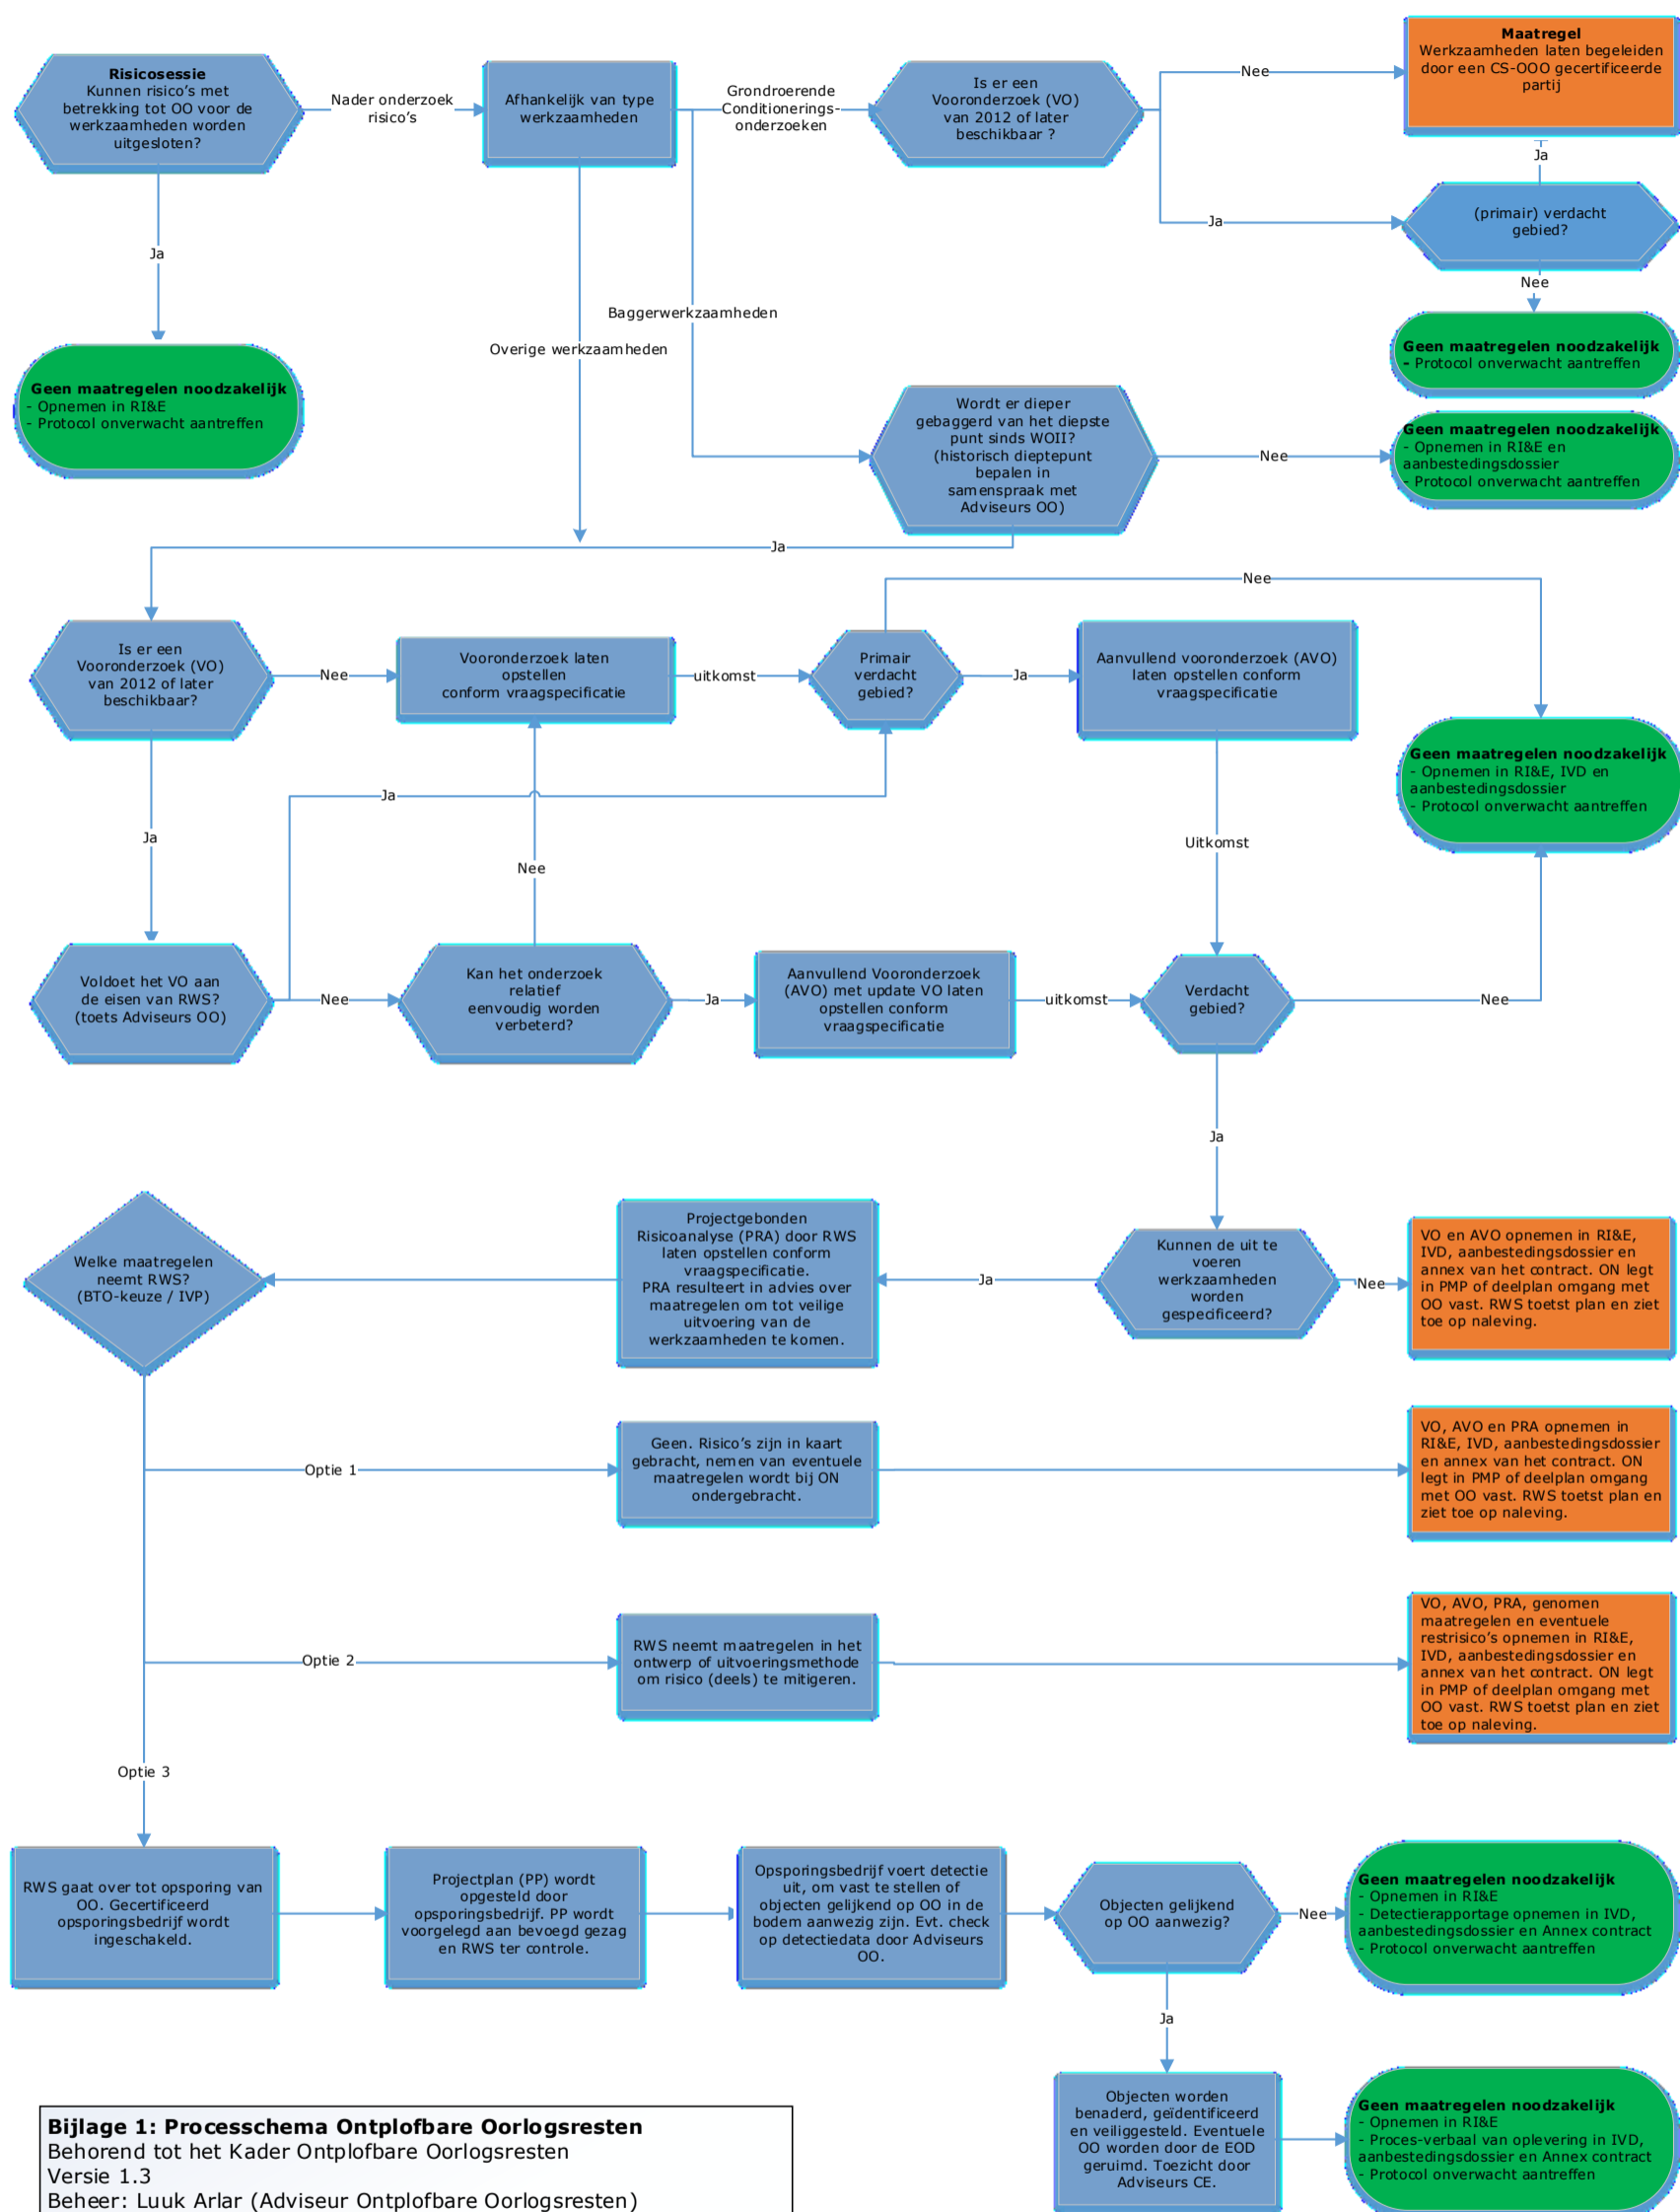 Risicosessie
Kunnen risico's met
betrekking tot OO voor de
werkzaamheden worden
uitgesloten?
Nader onderzoek
risico's
Afhankelijk van type
werkzaamheden
Grondroerende
Conditionerings-
onderzoeken
Is er een
Vooronderzoek (VO)
van 2012 of later
beschikbaar ?
Nee
Maatregel
Werkzaamheden laten begeleiden
door een CS-OOO gecertificeerde
partij
Ja
Ja
(primair) verdacht
gebied?
Nee
Geen maatregelen noodzakelijk
- Protocol onverwacht aantreffen
Ja
Geen maatregelen noodzakelijk
- Opnemen in RI&E
- Protocol onverwacht aantreffen
Baggerwerkzaamheden
Overige werkzaamheden
Wordt er dieper
gebaggerd van het diepste
punt sinds WOII?
(historisch dieptepunt
bepalen in
samenspraak met
Adviseurs OO)
Nee
Geen maatregelen noodzakelijk
- Opnemen in RI&E en
aanbestedingsdossier
- Protocol onverwacht aantreffen
Ja
Nee
Is er een
Vooronderzoek (VO)
van 2012 of later
beschikbaar?
Nee
Vooronderzoek laten
opstellen
conform vraagspecificatie
uitkomst
Primair
verdacht
gebied?
Ja
Aanvullend vooronderzoek (AVO)
laten opstellen conform
vraagspecificatie
Geen maatregelen noodzakelijk
- Opnemen in RI&E, IVD en
aanbestedingsdossier
- Protocol onverwacht aantreffen
Ja
Ja
Nee
Uitkomst
Voldoet het VO aan
de eisen van RWS?
(toets Adviseurs OO)
Nee
Kan het onderzoek
relatief
eenvoudig worden
verbeterd?
Ja
Aanvullend Vooronderzoek
(AVO) met update VO laten
opstellen conform
vraagspecificatie
uitkomst
Verdacht
gebied?
Nee
Ja
Welke maatregelen
neemt RWS?
(BTO-keuze / IVP)
Projectgebonden
Risicoanalyse (PRA) door RWS
laten opstellen conform
vraagspecificatie.
PRA resulteert in advies over
maatregelen om tot veilige
uitvoering van de
werkzaamheden te komen.
Ja
Kunnen de uit te
voeren
werkzaamheden
worden
gespecificeerd?
Nee
VO en AVO opnemen in RI&E,
IVD, aanbestedingsdossier en
annex van het contract. ON legt
in PMP of deelplan omgang met
OO vast. RWS toetst plan en ziet
toe op naleving.
Optie 1
Geen. Risico's zijn in kaart
gebracht, nemen van eventuele
maatregelen wordt bij ON
ondergebracht.
VO, AVO en PRA opnemen in
RI&E, IVD, aanbestedingsdossier
en annex van het contract. ON
legt in PMP of deelplan omgang
met OO vast. RWS toetst plan en
ziet toe op naleving.
Optie 2
RWS neemt maatregelen in het
ontwerp of uitvoeringsmethode
om risico (deels) te mitigeren.
VO, AVO, PRA, genomen
maatregelen en eventuele
restrisico's opnemen in RI&E,
IVD, aanbestedingsdossier en
annex van het contract. ON legt
in PMP of deelplan omgang met
OO vast. RWS toetst plan en ziet
toe op naleving.
Optie 3
RWS gaat over tot opsporing van
OO. Gecertificeerd
opsporingsbedrijf wordt
ingeschakeld.
Projectplan (PP) wordt
opgesteld door
opsporingsbedrijf. PP wordt
voorgelegd aan bevoegd gezag
en RWS ter controle.
Opsporingsbedrijf voert detectie
uit, om vast te stellen of
objecten gelijkend op OO in de
bodem aanwezig zijn. Evt. check
op detectiedata door Adviseurs
OO.
Objecten gelijkend
op OO aanwezig?
Nee
Geen maatregelen noodzakelijk
- Opnemen in RI&E
- Detectierapportage opnemen in IVD,
aanbestedingsdossier en Annex contract
- Protocol onverwacht aantreffen
Ja
Objecten worden
benaderd, geïdentificeerd
en veiliggesteld. Eventuele
OO worden door de EOD
geruimd. Toezicht door
Adviseurs CE.
Geen maatregelen noodzakelijk
- Opnemen in RI&E
- Proces-verbaal van oplevering in IVD,
aanbestedingsdossier en Annex contract
- Protocol onverwacht aantreffen
Bijlage 1: Processchema Ontplofbare Oorlogsresten
Behorend tot het Kader Ontplofbare Oorlogsresten
Versie 1.3
Beheer: Luuk Arlar (Adviseur Ontplofbare Oorlogsresten)